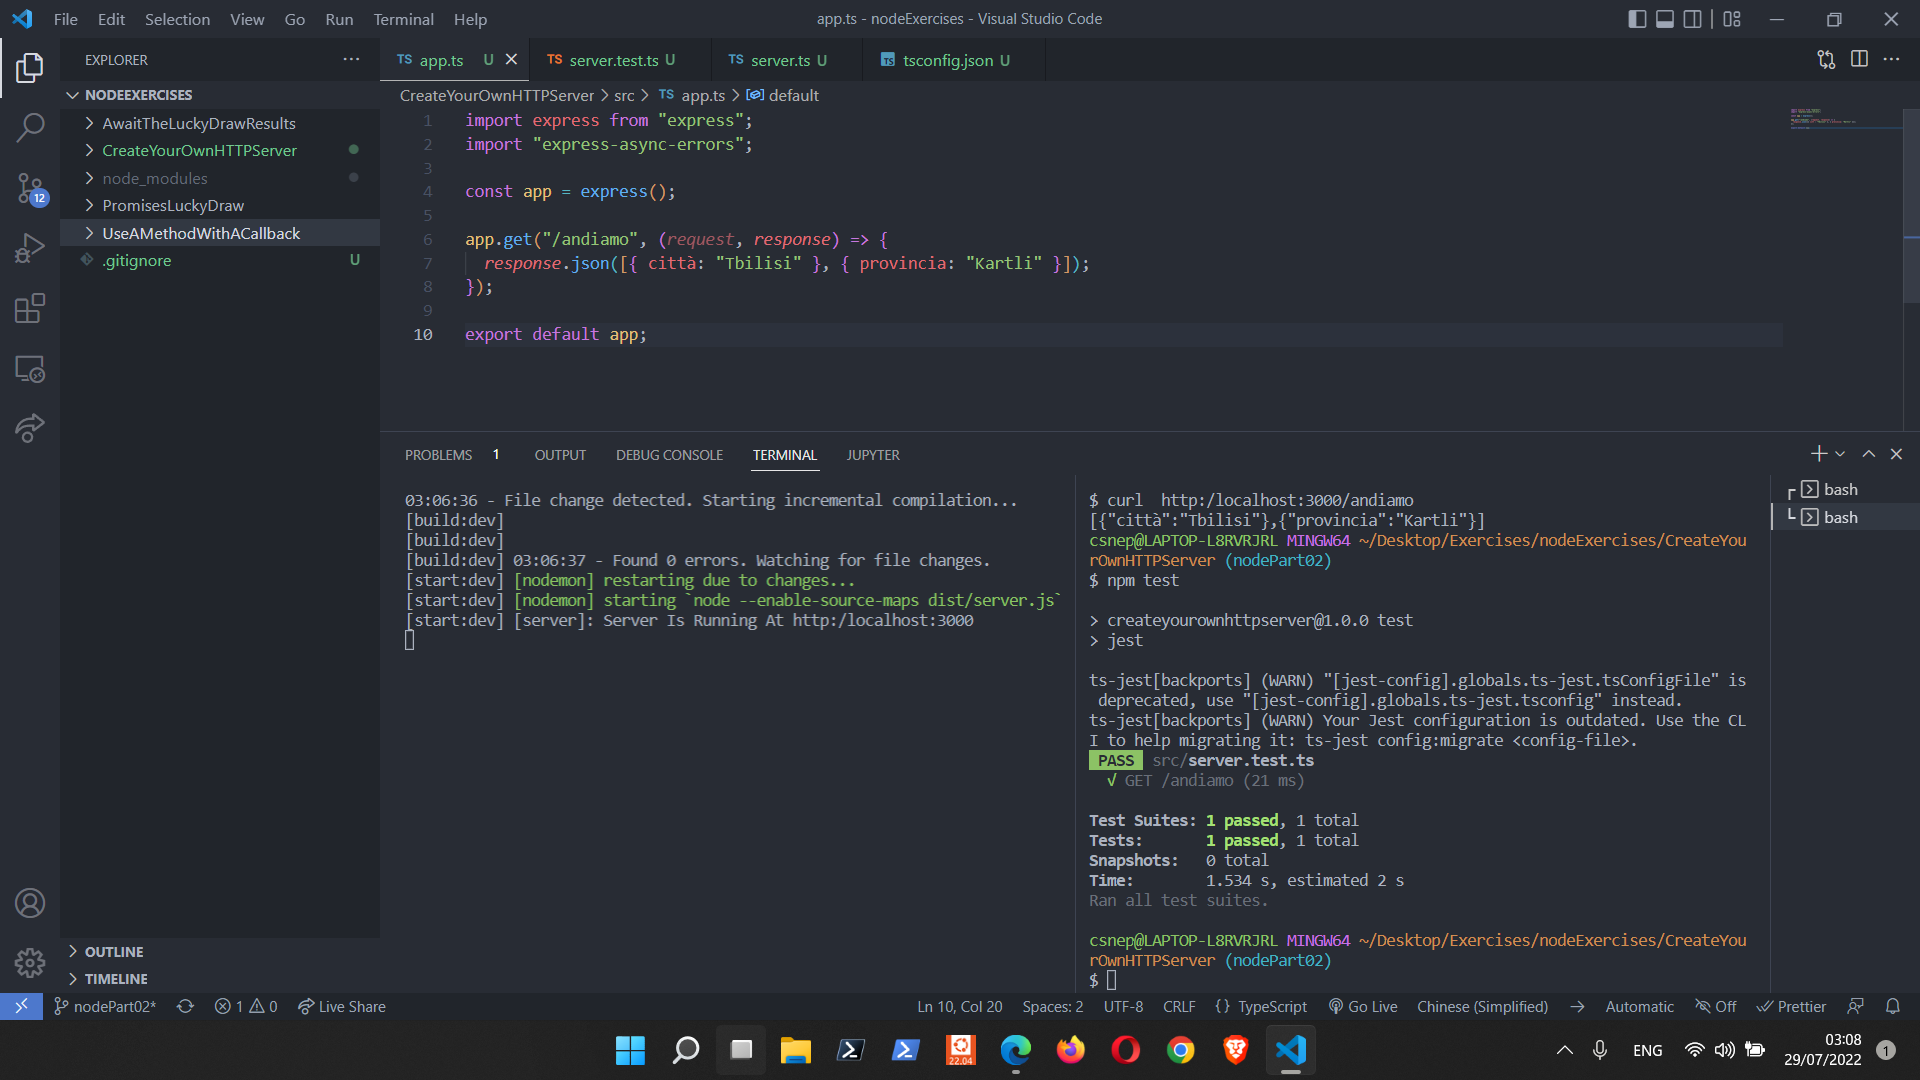 File Edit Selection View Go Run Terminal Help
app.ts - nodeExercises - Visual Studio Code
EXPLORER
NODEEXERCISES
AwaitTheLuckyDrawResults
CreateYourOwnHTTPServer
node_modules
PromisesLuckyDraw
UseAMethodWithACallback
.gitignore U
OUTLINE
TIMELINE
12
TS app.ts U
TS server.test.ts U
TS server.ts U
TS tsconfig.json U
CreateYourOwnHTTPServer > src > TS app.ts > default
1 import express from "express";
2 import "express-async-errors";
3
4 const app = express();
5
6 app.get("/andiamo", (request, response) => {
7 response.json([{ città: "Tbilisi" }, { provincia: "Kartli" }]);
8 });
9
10 export default app;
PROBLEMS 1 OUTPUT DEBUG CONSOLE TERMINAL JUPYTER
03:06:36 - File change detected. Starting incremental compilation...
[build:dev]
[build:dev]
[build:dev] 03:06:37 - Found 0 errors. Watching for file changes.
[start:dev] [nodemon] restarting due to changes...
[start:dev] [nodemon] starting `node --enable-source-maps dist/server.js`
[start:dev] [server]: Server Is Running At http:/localhost:3000
$ curl  http:/localhost:3000/andiamo
[{"città":"Tbilisi"},{"provincia":"Kartli"}]
csnep@LAPTOP-L8RVRJRL MINGW64 ~/Desktop/Exercises/nodeExercises/CreateYou
rOwnHTTPServer (nodePart02)
$ npm test
> createyourownhttpserver@1.0.0 test
> jest
ts-jest[backports] (WARN) "[jest-config].globals.ts-jest.tsConfigFile" is
deprecated, use "[jest-config].globals.ts-jest.tsconfig" instead.
ts-jest[backports] (WARN) Your Jest configuration is outdated. Use the CL
I to help migrating it: ts-jest config:migrate <config-file>.
PASS src/server.test.ts
√ GET /andiamo (21 ms)
Test Suites: 1 passed, 1 total
Tests: 1 passed, 1 total
Snapshots: 0 total
Time: 1.534 s, estimated 2 s
Ran all test suites.
csnep@LAPTOP-L8RVRJRL MINGW64 ~/Desktop/Exercises/nodeExercises/CreateYou
rOwnHTTPServer (nodePart02)
$
bash
bash
nodePart02* 1 0 Live Share
Ln 10, Col 20 Spaces: 2 UTF-8 CRLF {} TypeScript Go Live Chinese (Simplified) → Automatic Off Prettier
22.04
ENG
03:08
29/07/2022
1